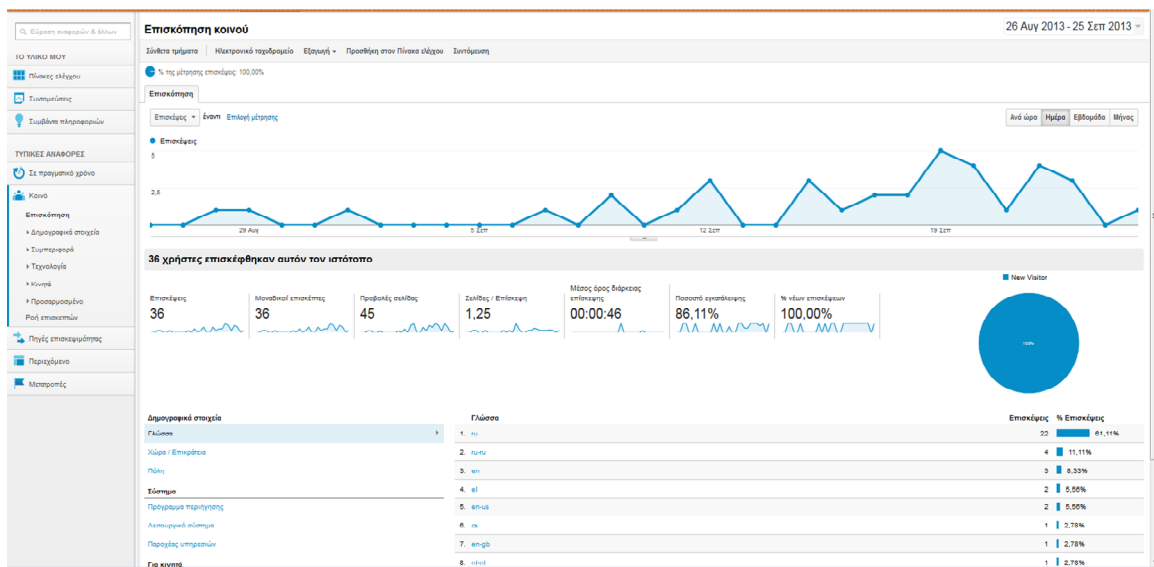 Εύρεση αναφορών & άλλων
Επισκόπηση κοινού
26 Αυγ 2013 - 25 Σεπ 2013
Σύνθετα τμήματα Ηλεκτρονικό ταχυδρομείο Εξαγωγή Προσθήκη στον Πίνακα ελέγχου Συντόμευση
ΤΟ ΥΛΙΚΟ ΜΟΥ
Πίνακες ελέγχου
Συντομεύσεις
Συμβάντα πληροφοριών
ΤΥΠΙΚΕΣ ΑΝΑΦΟΡΕΣ
Σε πραγματικό χρόνο
Κοινό
Επισκόπηση
Δημογραφικά στοιχεία
Συμπεριφορά
Τεχνολογία
Κινητά
Προσαρμοσμένο
Ροή επισκεπτών
Πηγές επισκεψιμότητας
Περιεχόμενο
Μετατροπές
% της μέτρησης επισκέψεις: 100,00%
Επισκόπηση
Επισκέψεις έναντι Επιλογή μέτρησης
Ανά ώρα Ημέρα Εβδομάδα Μήνας
Επισκέψεις
5
2,5
29 Αυγ 5 Σεπ 12 Σεπ 19 Σεπ
36 χρήστες επισκέφθηκαν αυτόν τον ιστότοπο
Επισκέψεις
36
Μοναδικοί επισκέπτες
36
Προβολές σελίδας
45
Σελίδες / Επίσκεψη
1,25
Μέσος όρος διάρκειας επίσκεψης
00:00:46
Ποσοστό εγκατάλειψης
86,11%
% νέων επισκέψεων
100,00%
New Visitor
100%
Δημογραφικά στοιχεία
Γλώσσα
Χώρα / Επικράτεια
Πόλη
Σύστημα
Πρόγραμμα περιήγησης
Λειτουργικό σύστημα
Παροχέας υπηρεσιών
Για κινητά
Γλώσσα Επισκέψεις % Επισκέψεις
1. ru 22 61,11%
2. ru-ru 4 11,11%
3. en 3 8,33%
4. el 2 5,56%
5. en-us 2 5,56%
6. 1 2,78%
7. en-gb 1 2,78%
8. 1 2,78%